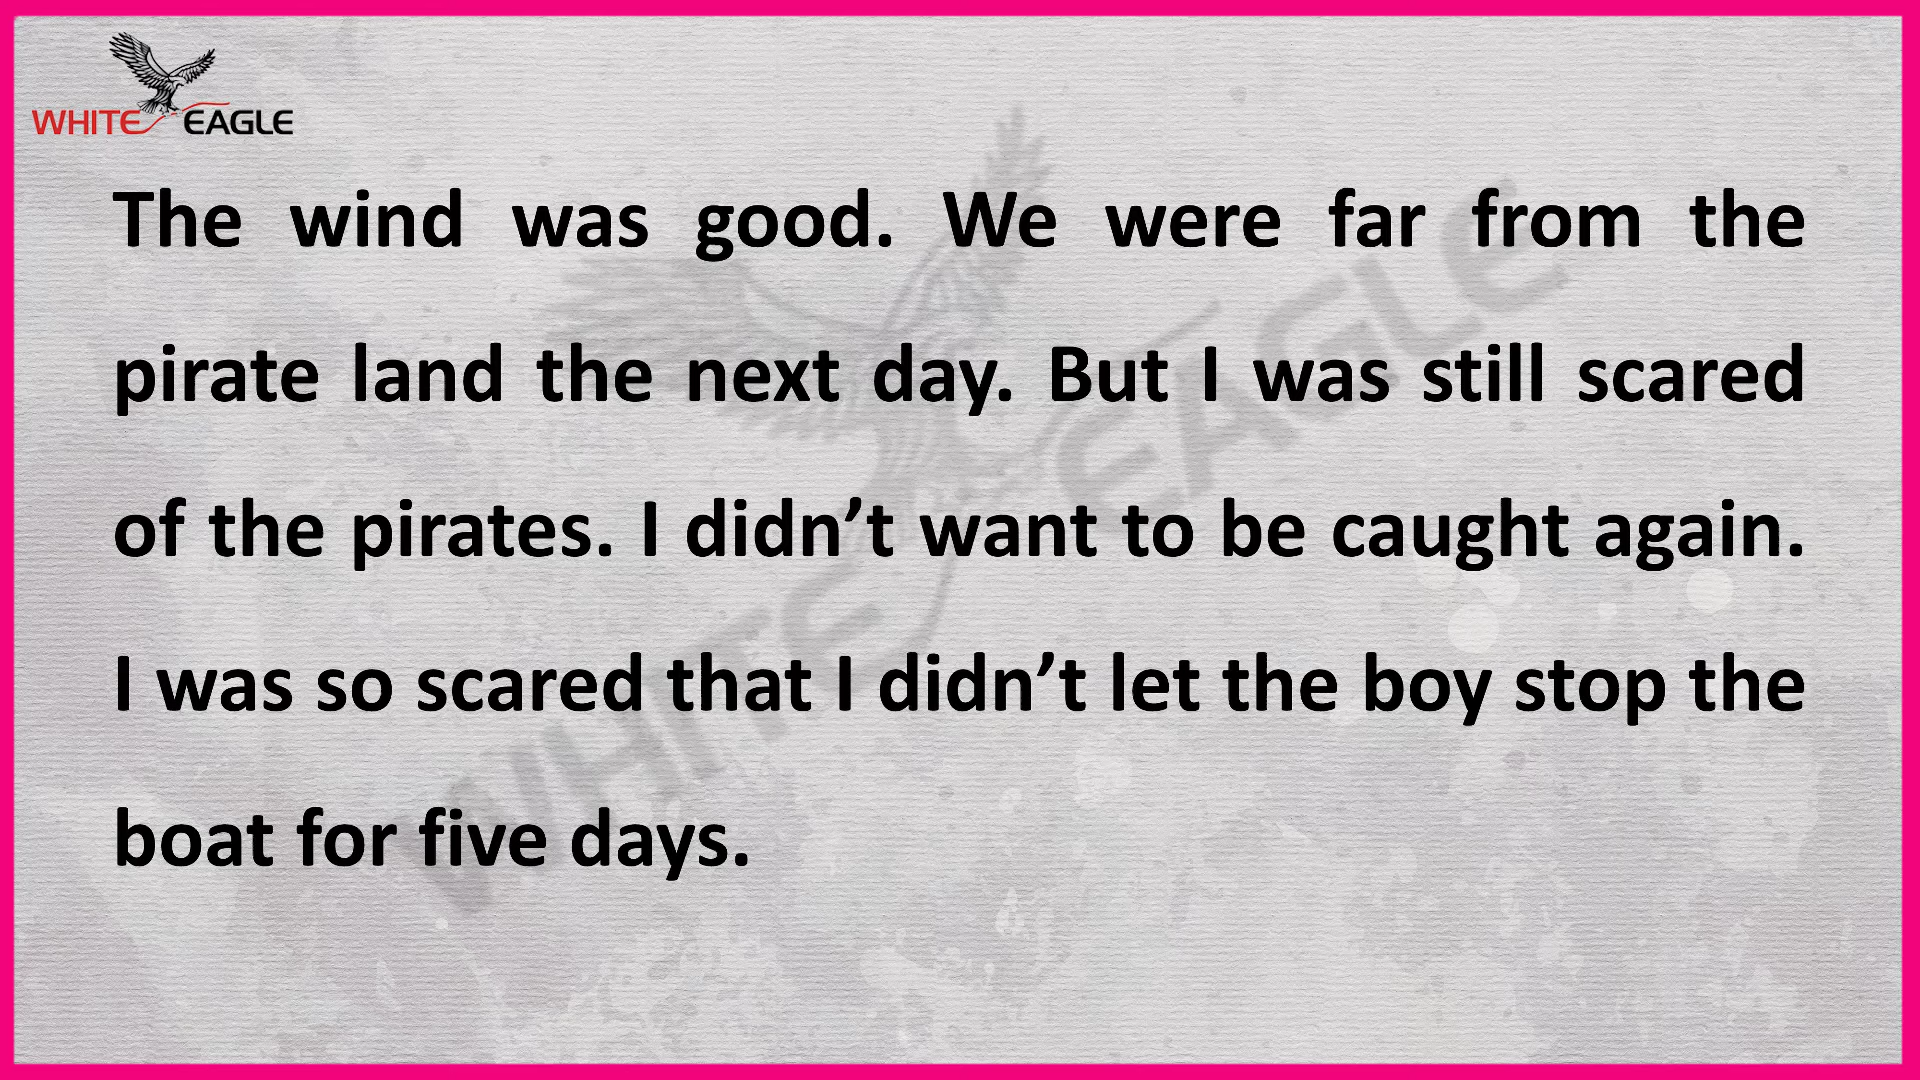 WHITE EAGLE
The wind was good. We were far from the
pirate land the next day. But I was still scared
of the pirates. I didn’t want to be caught again.
I was so scared that I didn’t let the boy stop the
boat for five days.
WHITE EAGLE